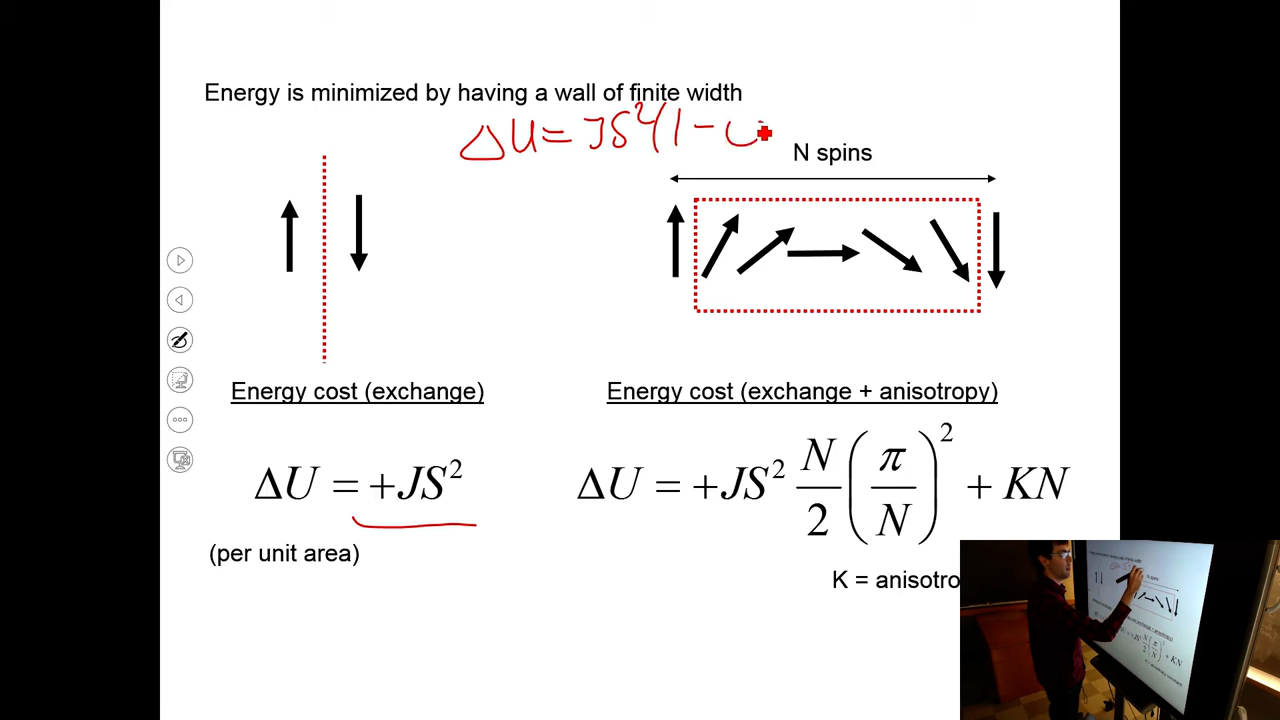 Energy is minimized by having a wall of finite width
ΔU = JS²(1 -
N spins
Energy cost (exchange)
Energy cost (exchange + anisotropy)
ΔU = +JS²
ΔU = +JS² N/2 (π/N)² + KN
(per unit area)
K = anisotro